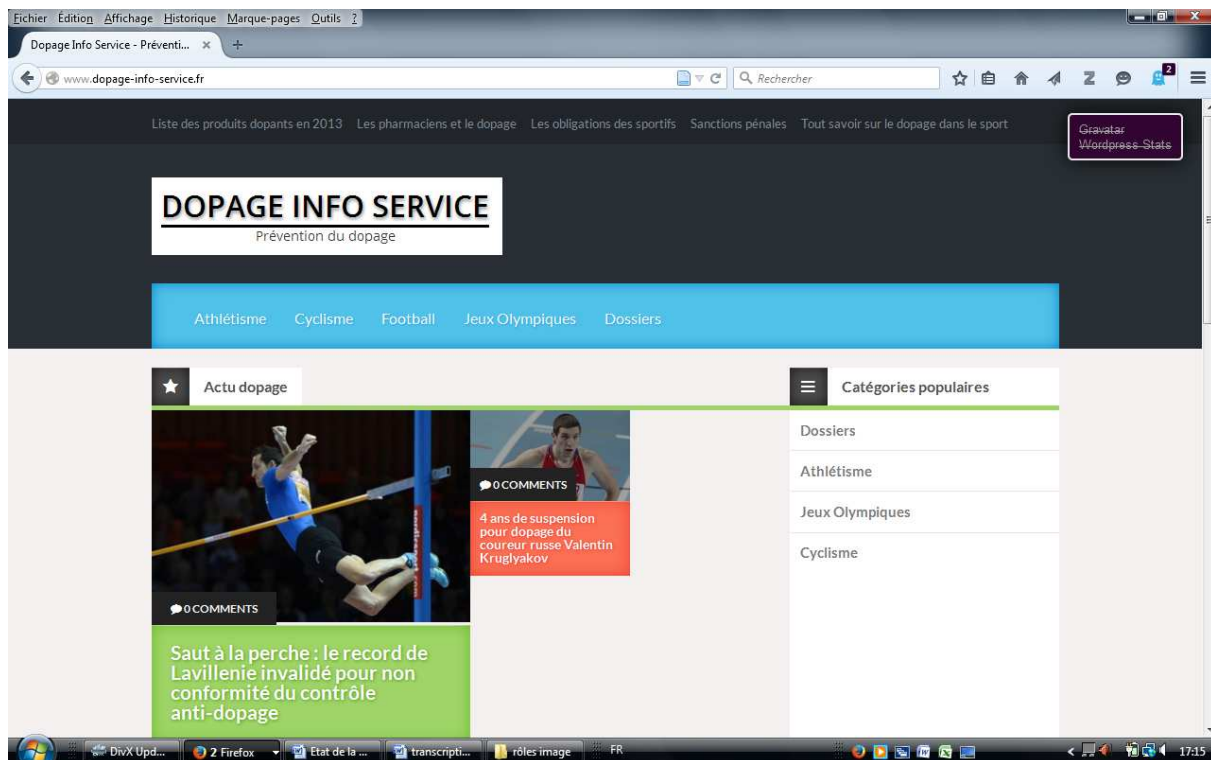 Fichier Édition Affichage Historique Marque-pages Outils ?
Dopage Info Service - Préventi... × +
www.dopage-info-service.fr
Rechercher
2
Liste des produits dopants en 2013 Les pharmaciens et le dopage Les obligations des sportifs Sanctions pénales Tout savoir sur le dopage dans le sport
Gravatar
Wordpress Stats
DOPAGE INFO SERVICE
Prévention du dopage
Athlétisme Cyclisme Football Jeux Olympiques Dossiers
Actu dopage
Catégories populaires
Dossiers
Athlétisme
Jeux Olympiques
Cyclisme
0 COMMENTS
4 ans de suspension
pour dopage du
coureur russe Valentin
Kruglyakov
0 COMMENTS
Saut à la perche : le record de
Lavillenie invalidé pour non
conformité du contrôle
anti-dopage
DivX Upd... 2 Firefox Etat de la ... transcripti... rôles image FR 17:15